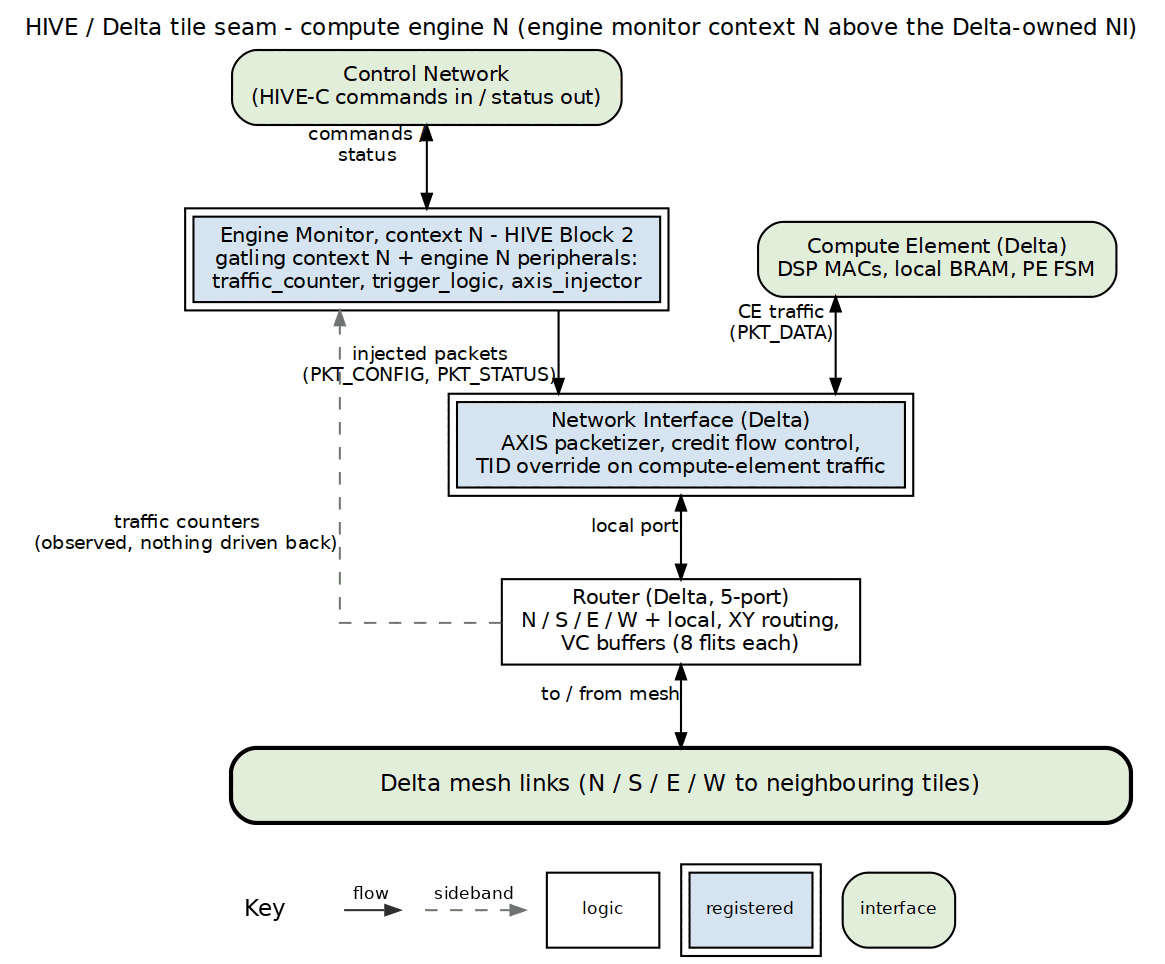 HIVE / Delta tile seam - compute engine N (engine monitor context N above the Delta-owned NI)
Control Network
(HIVE-C commands in / status out)
commands
status
Engine Monitor, context N - HIVE Block 2
gatling context N + engine N peripherals:
traffic_counter, trigger_logic, axis_injector
Compute Element (Delta)
DSP MACs, local BRAM, PE FSM
CE traffic
(PKT_DATA)
injected packets
(PKT_CONFIG, PKT_STATUS)
Network Interface (Delta)
AXIS packetizer, credit flow control,
TID override on compute-element traffic
traffic counters
(observed, nothing driven back)
local port
Router (Delta, 5-port)
N / S / E / W + local, XY routing,
VC buffers (8 flits each)
to / from mesh
Delta mesh links (N / S / E / W to neighbouring tiles)
Key
flow
sideband
logic
registered
interface